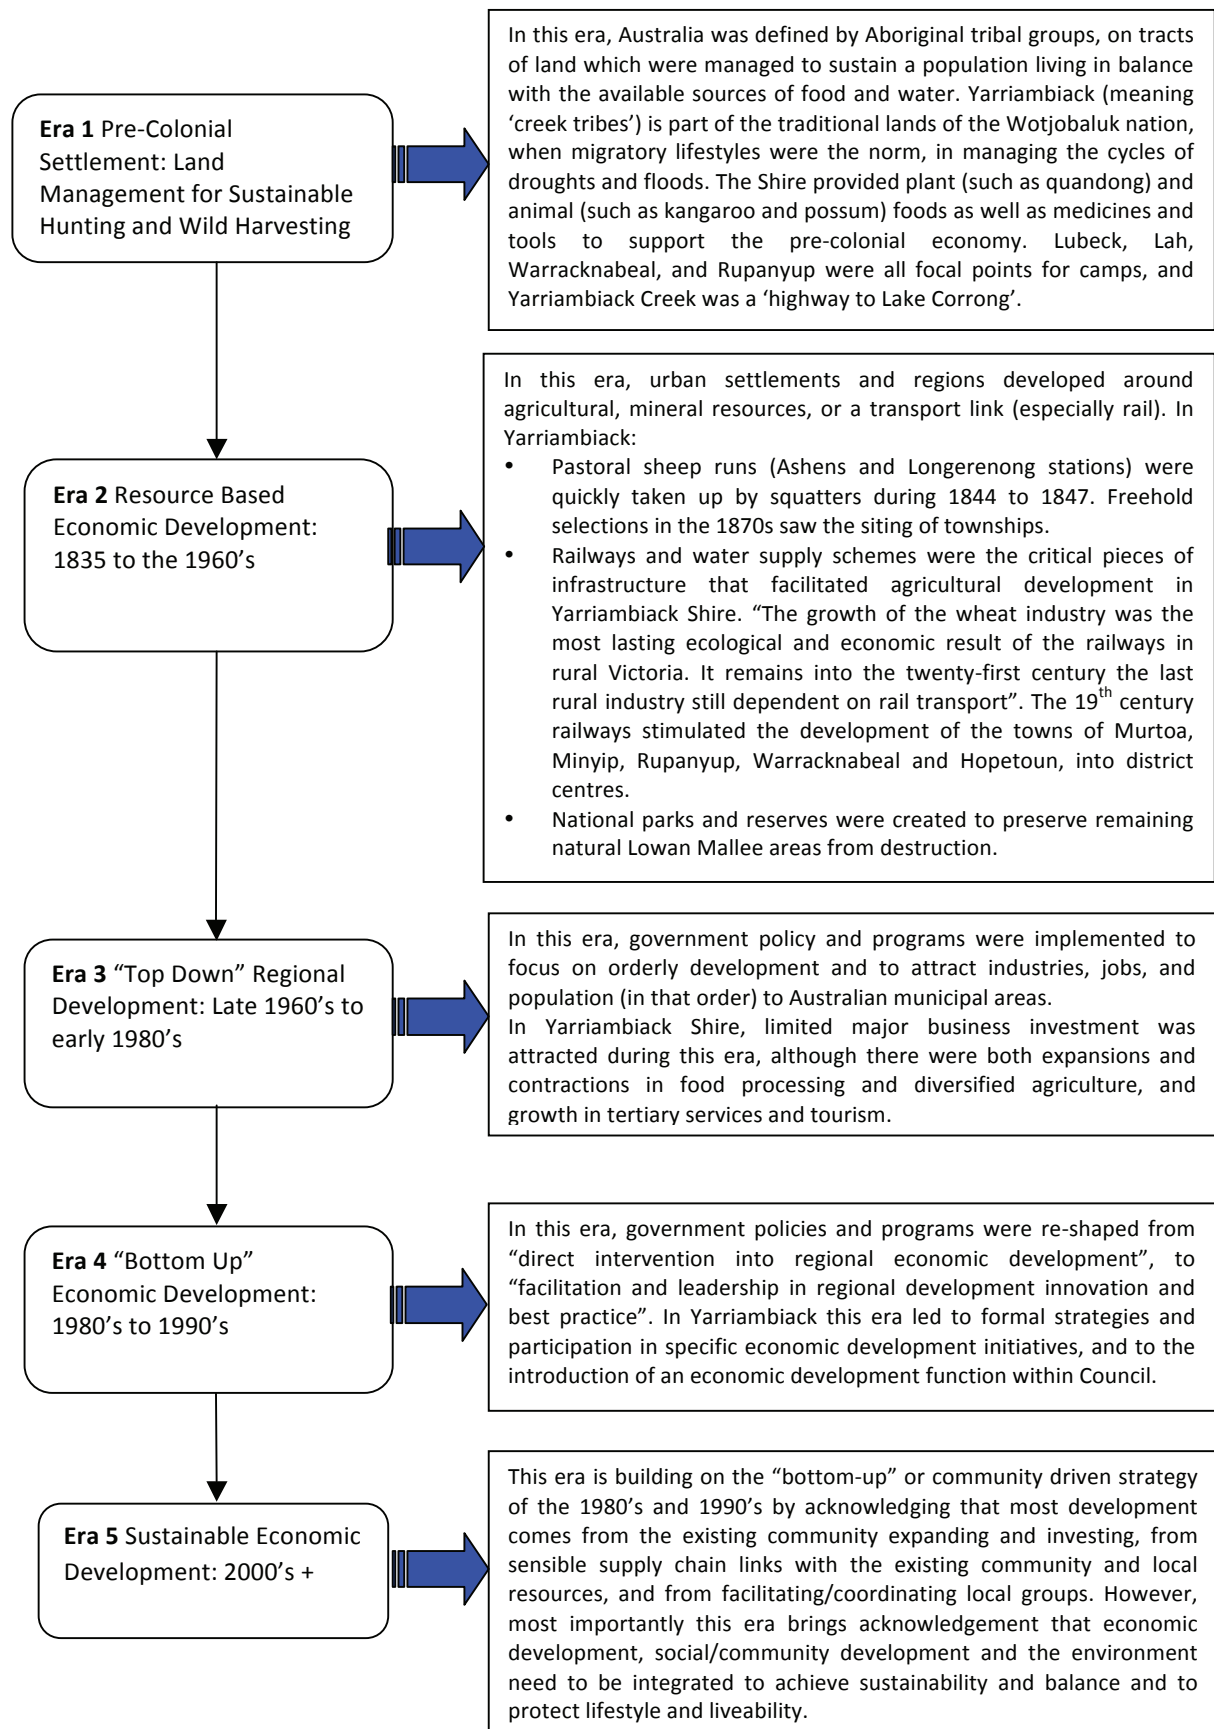 Era 1 Pre-Colonial
Settlement: Land
Management for Sustainable
Hunting and Wild Harvesting
In this era, Australia was defined by Aboriginal tribal groups, on tracts
of land which were managed to sustain a population living in balance
with the available sources of food and water. Yarriambiack (meaning
‘creek tribes’) is part of the traditional lands of the Wotjobaluk nation,
when migratory lifestyles were the norm, in managing the cycles of
droughts and floods. The Shire provided plant (such as quandong) and
animal (such as kangaroo and possum) foods as well as medicines and
tools to support the pre-colonial economy. Lubeck, Lah,
Warracknabeal, and Rupanyup were all focal points for camps, and
Yarriambiack Creek was a ‘highway to Lake Corrong’.
Era 2 Resource Based
Economic Development:
1835 to the 1960’s
In this era, urban settlements and regions developed around
agricultural, mineral resources, or a transport link (especially rail). In
Yarriambiack:
• Pastoral sheep runs (Ashens and Longerenong stations) were
quickly taken up by squatters during 1844 to 1847. Freehold
selections in the 1870s saw the siting of townships.
• Railways and water supply schemes were the critical pieces of
infrastructure that facilitated agricultural development in
Yarriambiack Shire. “The growth of the wheat industry was the
most lasting ecological and economic result of the railways in
rural Victoria. It remains into the twenty-first century the last
rural industry still dependent on rail transport”. The 19th century
railways stimulated the development of the towns of Murtoa,
Minyip, Rupanyup, Warracknabeal and Hopetoun, into district
centres.
• National parks and reserves were created to preserve remaining
natural Lowan Mallee areas from destruction.
Era 3 “Top Down” Regional
Development: Late 1960’s to
early 1980’s
In this era, government policy and programs were implemented to
focus on orderly development and to attract industries, jobs, and
population (in that order) to Australian municipal areas.
In Yarriambiack Shire, limited major business investment was
attracted during this era, although there were both expansions and
contractions in food processing and diversified agriculture, and
growth in tertiary services and tourism.
Era 4 “Bottom Up”
Economic Development:
1980’s to 1990’s
In this era, government policies and programs were re-shaped from
“direct intervention into regional economic development”, to
“facilitation and leadership in regional development innovation and
best practice”. In Yarriambiack this era led to formal strategies and
participation in specific economic development initiatives, and to the
introduction of an economic development function within Council.
Era 5 Sustainable Economic
Development: 2000’s +
This era is building on the “bottom-up” or community driven strategy
of the 1980’s and 1990’s by acknowledging that most development
comes from the existing community expanding and investing, from
sensible supply chain links with the existing community and local
resources, and from facilitating/coordinating local groups. However,
most importantly this era brings acknowledgement that economic
development, social/community development and the environment
need to be integrated to achieve sustainability and balance and to
protect lifestyle and liveability.